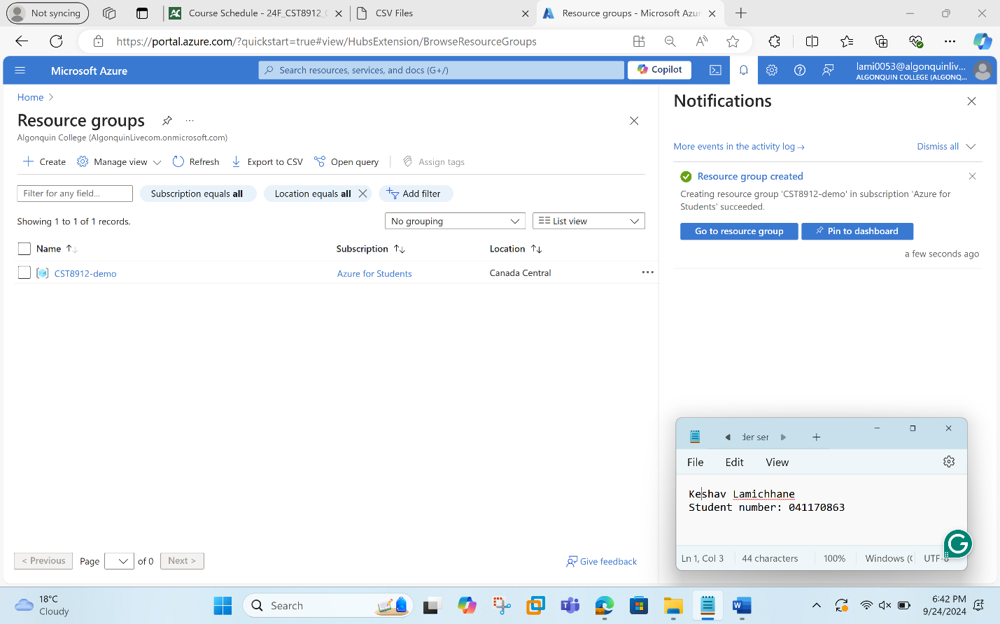 Not syncing
Course Schedule - 24F_CST8912_
CSV Files
Resource groups - Microsoft Azur
https://portal.azure.com/?quickstart=true#view/HubsExtension/BrowseResourceGroups
Microsoft Azure
Search resources, services, and docs (G+/)
Copilot
lami0053@algonquinliv...
ALGONQUIN COLLEGE (ALGONQ...
Home >
Resource groups
Algonquin College (AlgonquinLivecom.onmicrosoft.com)
Create
Manage view
Refresh
Export to CSV
Open query
Assign tags
Filter for any field...
Subscription equals all
Location equals all
Add filter
Showing 1 to 1 of 1 records.
No grouping
List view
Name
Subscription
Location
CST8912-demo
Azure for Students
Canada Central
< Previous
Page
of 0
Next >
Give feedback
Notifications
More events in the activity log →
Dismiss all
Resource group created
Creating resource group 'CST8912-demo' in subscription 'Azure for
Students' succeeded.
Go to resource group
Pin to dashboard
a few seconds ago
der ser
File
Edit
View
Keshav Lamichhane
Student number: 041170863
Ln 1, Col 3
44 characters
100%
Windows (
UTF-8
18°C
Cloudy
Search
6:42 PM
9/24/2024